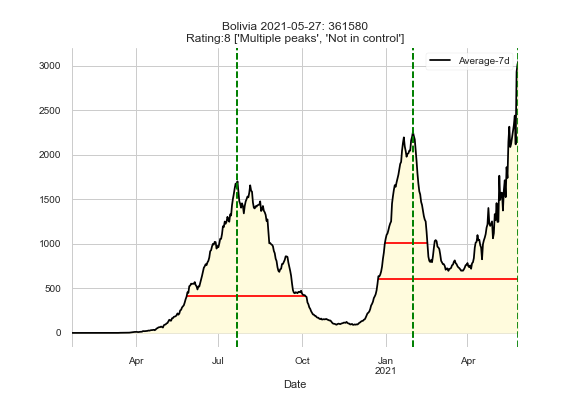 Bolivia 2021-05-27: 361580
Rating:8 ['Multiple peaks', 'Not in control']
Average-7d
3000
2500
2000
1500
1000
500
0
Apr
Jul
Oct
Jan
2021
Apr
Date